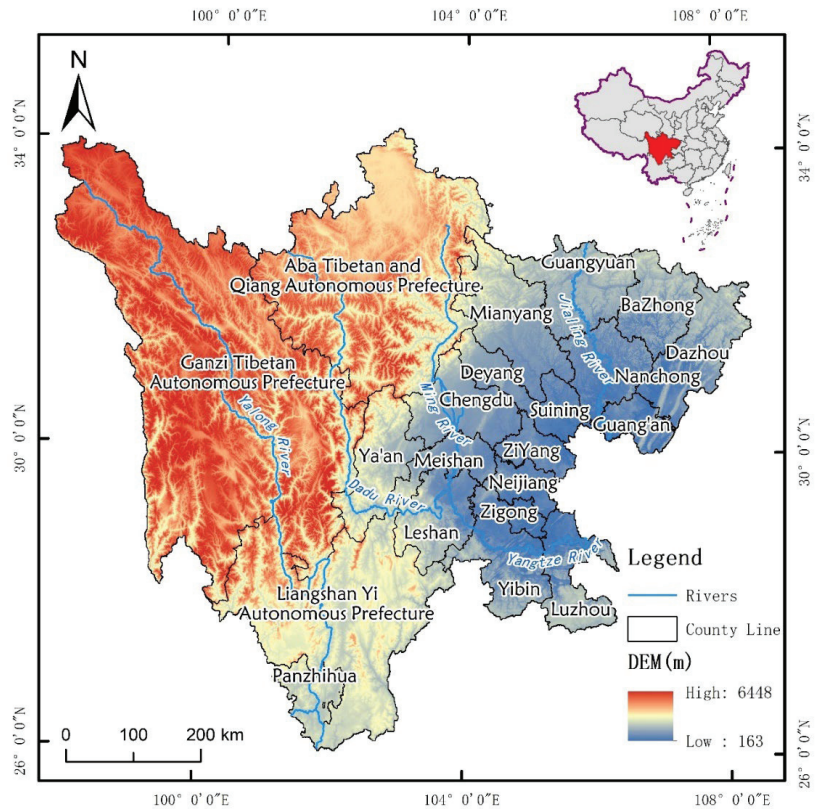 100° 0′0″E
104° 0′0″E
108° 0′0″E
N
34° 0′0″N
34° 0′0″N
Guangyuan
Aba Tibetan and
Qiang Autonomous Prefecture
Mianyang
BaZhong
Jialing River
Dazhou
Ganzi Tibetan
Autonomous Prefecture
Deyang
Nanchong
Chengdu
Ming River
Suining
Yalong River
Guang'an
30° 0′0″N
30° 0′0″N
Ya'an
Meishan
ZiYang
Neijiang
Dadu River
Zigong
Leshan
Yangtze River
Legend
Yibin
Rivers
Liangshan Yi
Autonomous Prefecture
Luzhou
County Line
DEM(m)
Panzhihua
High: 6448
Low : 163
0 100 200 km
26° 0′0″N
26° 0′0″N
100° 0′0″E
104° 0′0″E
108° 0′0″E